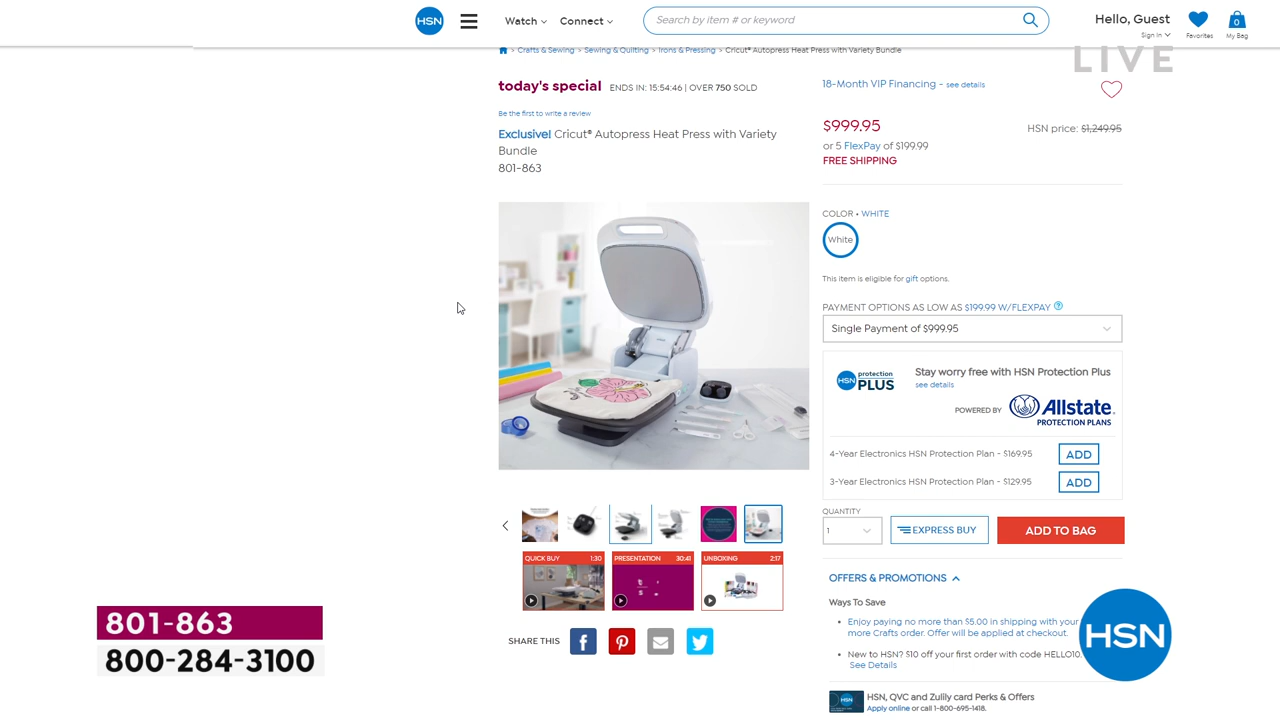 HSN
Watch
Connect
Search by item # or keyword
Hello, Guest
Sign In
Favorites
0
My Bag
LIVE
> Crafts & Sewing > Sewing & Quilting > Irons & Pressing > Cricut® Autopress Heat Press with Variety Bundle
today's special ENDS IN: 15:54:46 | OVER 750 SOLD
Be the first to write a review
Exclusive! Cricut® Autopress Heat Press with Variety
Bundle
801-863
18-Month VIP Financing - see details
$999.95
HSN price: $1,249.95
or 5 FlexPay of $199.99
FREE SHIPPING
COLOR • WHITE
White
This item is eligible for gift options.
PAYMENT OPTIONS AS LOW AS $199.99 W/FLEXPAY ?
Single Payment of $999.95
HSN protection PLUS
Stay worry free with HSN Protection Plus
see details
POWERED BY Allstate.
PROTECTION PLANS
4-Year Electronics HSN Protection Plan - $169.95 ADD
3-Year Electronics HSN Protection Plan - $129.95 ADD
QUANTITY
1
EXPRESS BUY
ADD TO BAG
QUICK BUY 1:30
PRESENTATION 30:41
UNBOXING 2:17
SHARE THIS
OFFERS & PROMOTIONS
Ways To Save
• Enjoy paying no more than $5.00 in shipping with your
more Crafts order. Offer will be applied at checkout.
• New to HSN? $10 off your first order with code HELLO10.
See Details
HSN, QVC and Zulily card Perks & Offers
Apply online or call 1-800-695-1418.
801-863
800-284-3100
HSN